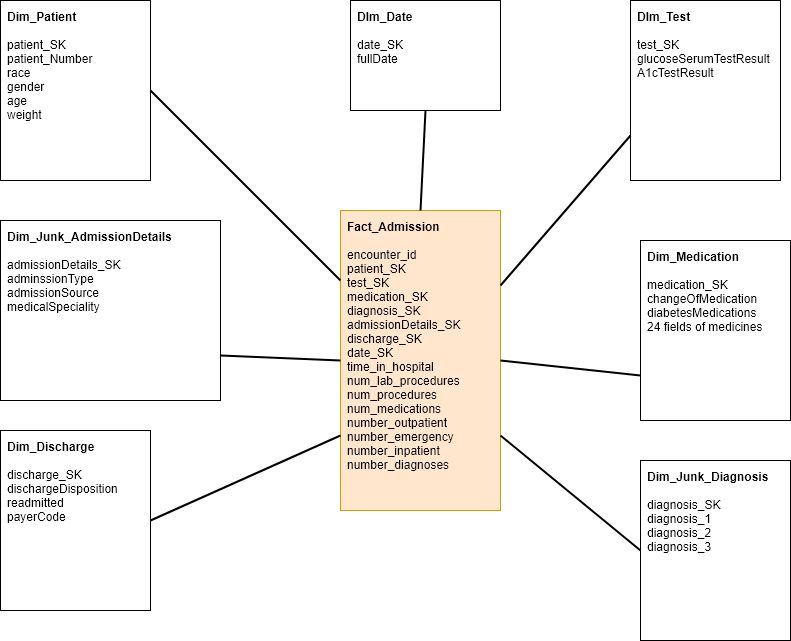 Dim_Patient
patient_SK
patient_Number
race
gender
age
weight
DIm_Date
date_SK
fullDate
DIm_Test
test_SK
glucoseSerumTestResult
A1cTestResult
Dim_Junk_AdmissionDetails
admissionDetails_SK
adminssionType
admissionSource
medicalSpeciality
Fact_Admission
encounter_id
patient_SK
test_SK
medication_SK
diagnosis_SK
admissionDetails_SK
discharge_SK
date_SK
time_in_hospital
num_lab_procedures
num_procedures
num_medications
number_outpatient
number_emergency
number_inpatient
number_diagnoses
Dim_Medication
medication_SK
changeOfMedication
diabetesMedications
24 fields of medicines
Dim_Discharge
discharge_SK
dischargeDisposition
readmitted
payerCode
Dim_Junk_Diagnosis
diagnosis_SK
diagnosis_1
diagnosis_2
diagnosis_3